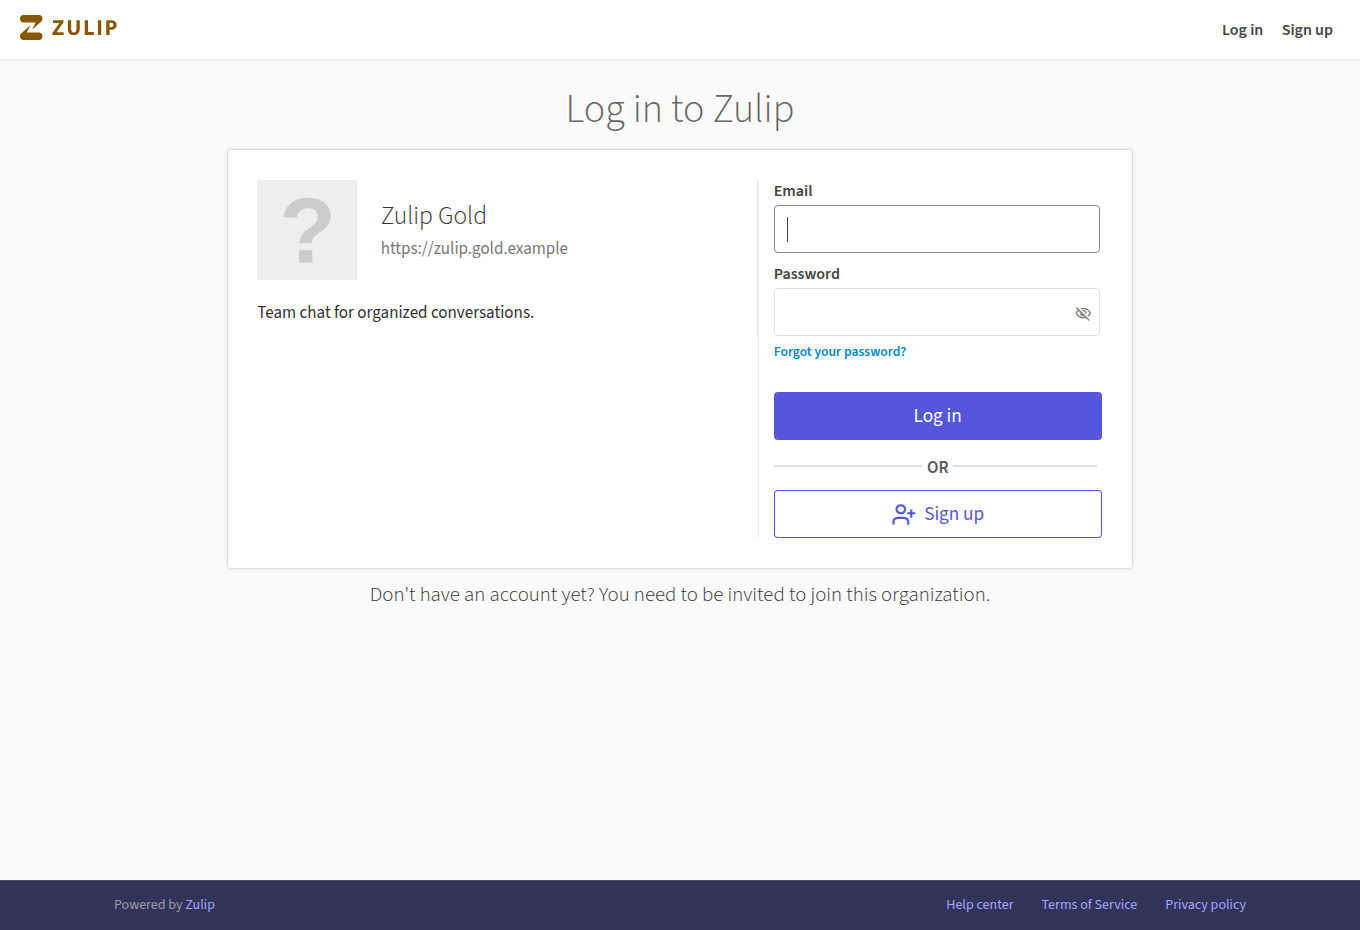 ZULIP
Log in
Sign up
Log in to Zulip
?
Zulip Gold
https://zulip.gold.example
Team chat for organized conversations.
Email
Password
Forgot your password?
Log in
OR
Sign up
Don't have an account yet? You need to be invited to join this organization.
Powered by Zulip
Help center
Terms of Service
Privacy policy